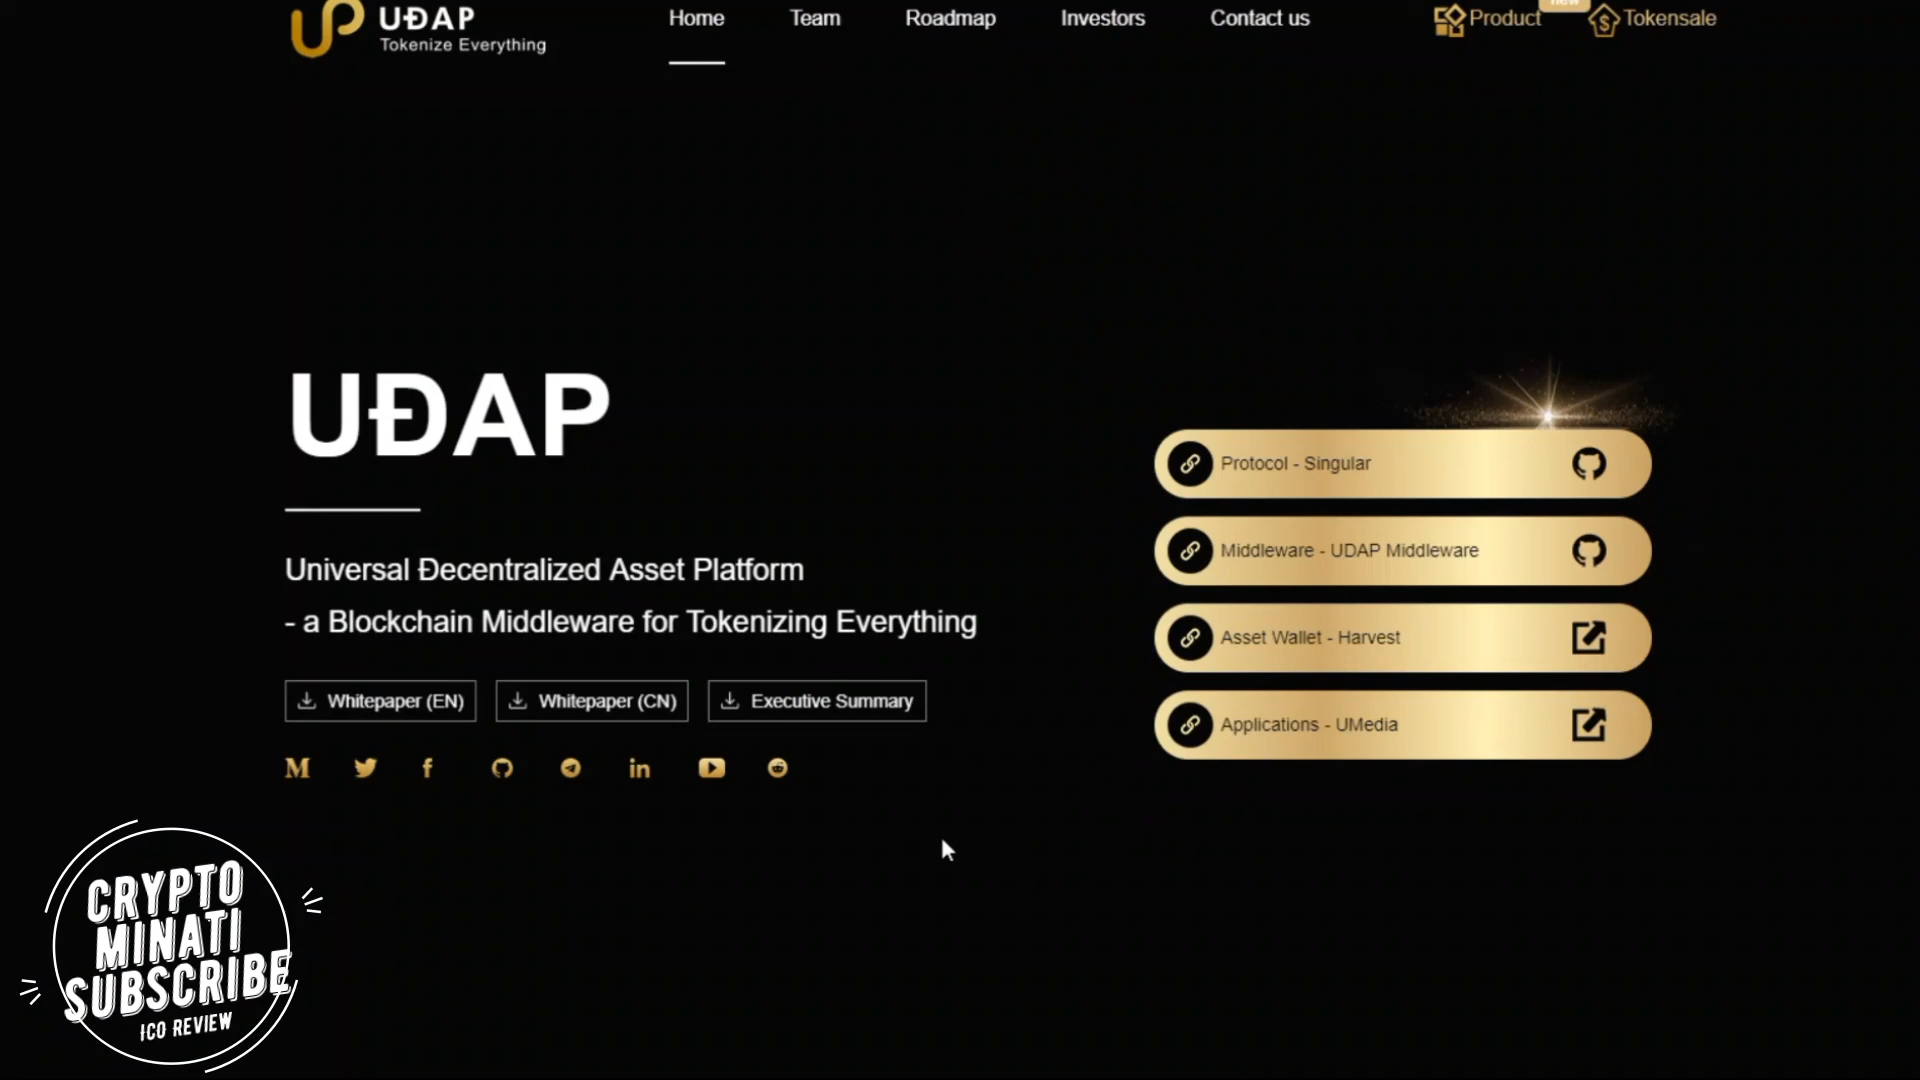 UĐAP
Tokenize Everything
Home
Team
Roadmap
Investors
Contact us
Product
new
Tokensale
UĐAP
Universal Đecentralized Asset Platform
- a Blockchain Middleware for Tokenizing Everything
Whitepaper (EN)
Whitepaper (CN)
Executive Summary
Protocol - Singular
Middleware - UDAP Middleware
Asset Wallet - Harvest
Applications - UMedia
CRYPTO
MINATI
SUBSCRIBE
ICO REVIEW